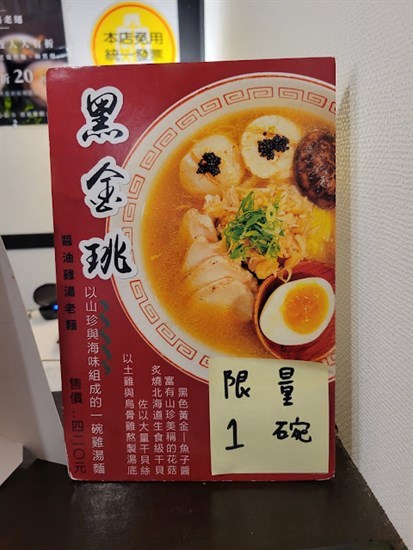 本店免用
統一發票
黑金珧
醬油雞湯老麵
以山珍與海味組成的一碗雞湯麵
售價：四二〇元
黑色黃金—魚子醬
富有山珍美稱的花菇
炙燒北海道生食級干貝
佐以大量干貝絲
以土雞與烏骨雞熬製湯底
限量
1碗